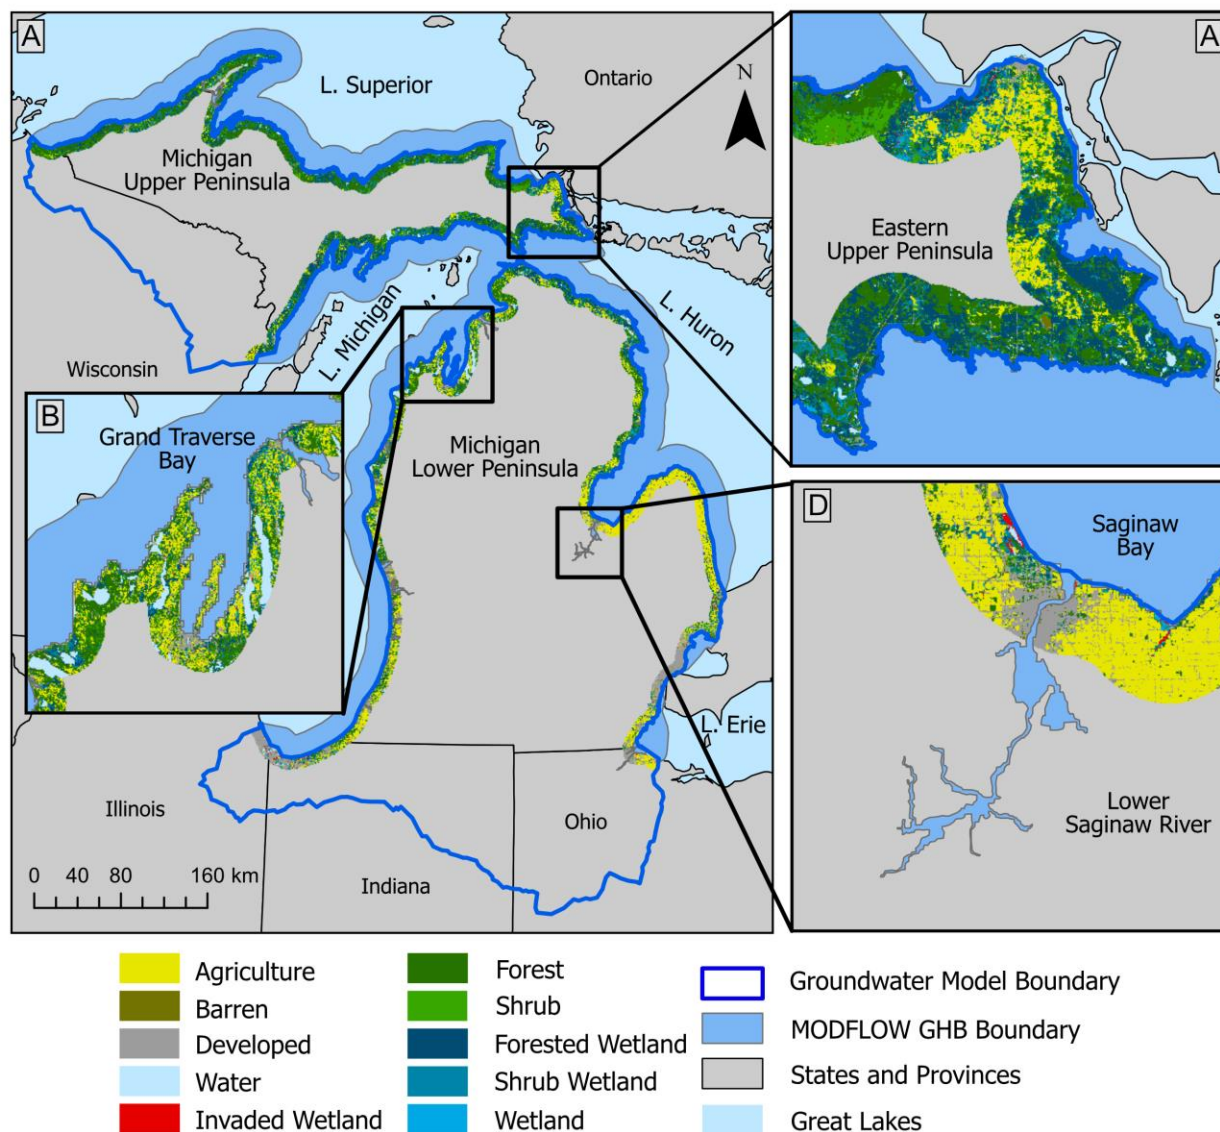 A
L. Superior
Ontario
N
Michigan
Upper Peninsula
L. Michigan
L. Huron
Wisconsin
Michigan
Lower Peninsula
L. Erie
Illinois
Indiana
Ohio
0 40 80 160 km
B
Grand Traverse
Bay
A
Eastern
Upper Peninsula
D
Saginaw
Bay
Lower
Saginaw River
Agriculture
Barren
Developed
Water
Invaded Wetland
Forest
Shrub
Forested Wetland
Shrub Wetland
Wetland
Groundwater Model Boundary
MODFLOW GHB Boundary
States and Provinces
Great Lakes